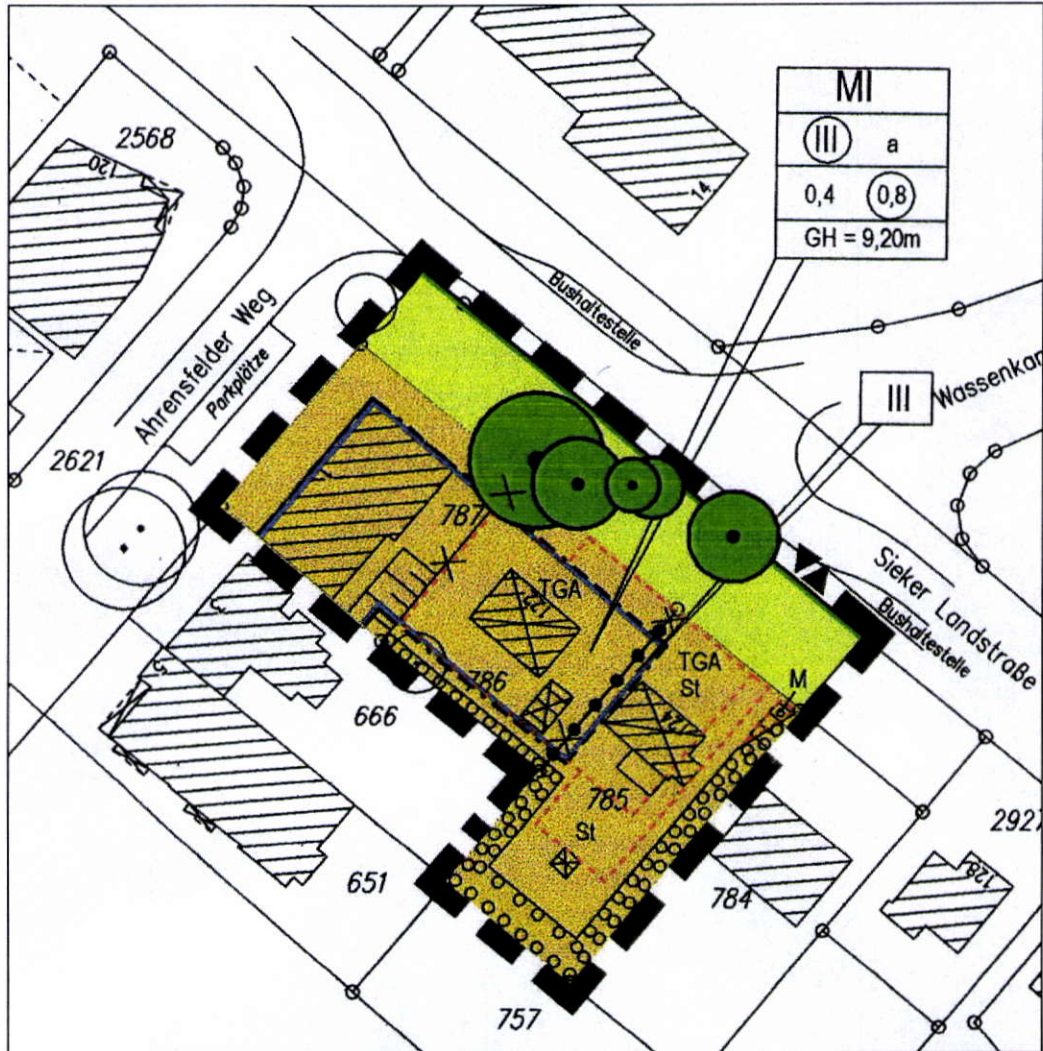 MI
III a
0,4 0,8
GH = 9,20m
2568
120
14
Bushaltestelle
Ahrensfelder Weg
Parkplätze
III
2621
787
TGA
Sieker Landstraße
Bushaltestelle
TGA
St
M
786
666
124
785
St
2927
128
651
784
757